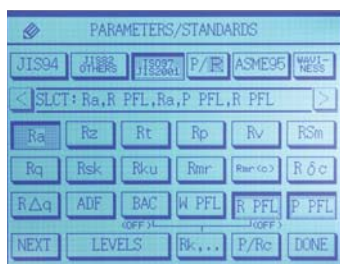 PARAMETERS/STANDARDS
JIS94 JIS82 OTHERS ISO97 JIS2001 P/R ASME95 WAVI-NESS
< SLCT: Ra,R PFL,Ra,P PFL,R PFL >
Ra Rz Rt Rp Rv RSm
Rq Rsk Rku Rmr Rmr(c) Rδc
R△q ADF BAC W PFL R PFL P PFL
(OFF) (OFF)
NEXT LEVELS Rk,.. P/Rc DONE